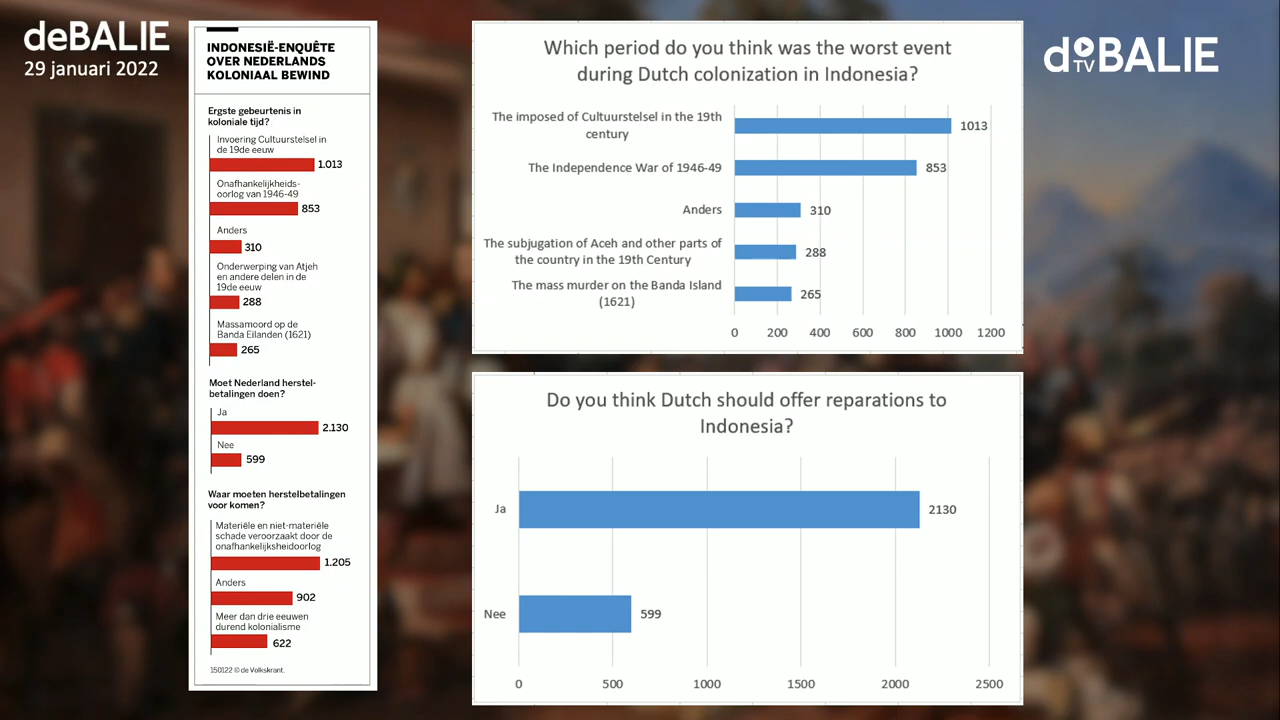 deBALIE
29 januari 2022
INDONESIË-ENQUÊTE
OVER NEDERLANDS
KOLONIAAL BEWIND
Ergste gebeurtenis in
koloniale tijd?
Invoering Cultuurstelsel in
de 19de eeuw
1.013
Onafhankelijkheids-
oorlog van 1946-49
853
Anders
310
Onderwerping van Atjeh
en andere delen in de
19de eeuw
288
Massamoord op de
Banda Eilanden (1621)
265
Moet Nederland herstel-
betalingen doen?
Ja
2.130
Nee
599
Waar moeten herstelbetalingen
voor komen?
Materiële en niet-materiële
schade veroorzaakt door de
onafhankelijksheidoorlog
1.205
Anders
902
Meer dan drie eeuwen
durend kolonialisme
622
150122 © de Volkskrant.
Which period do you think was the worst event
during Dutch colonization in Indonesia?
The imposed of Cultuurstelsel in the 19th
century
1013
The Independence War of 1946-49
853
Anders
310
The subjugation of Aceh and other parts of
the country in the 19th Century
288
The mass murder on the Banda Island
(1621)
265
0 200 400 600 800 1000 1200
Do you think Dutch should offer reparations to
Indonesia?
Ja
2130
Nee
599
0 500 1000 1500 2000 2500
deBALIE
TV